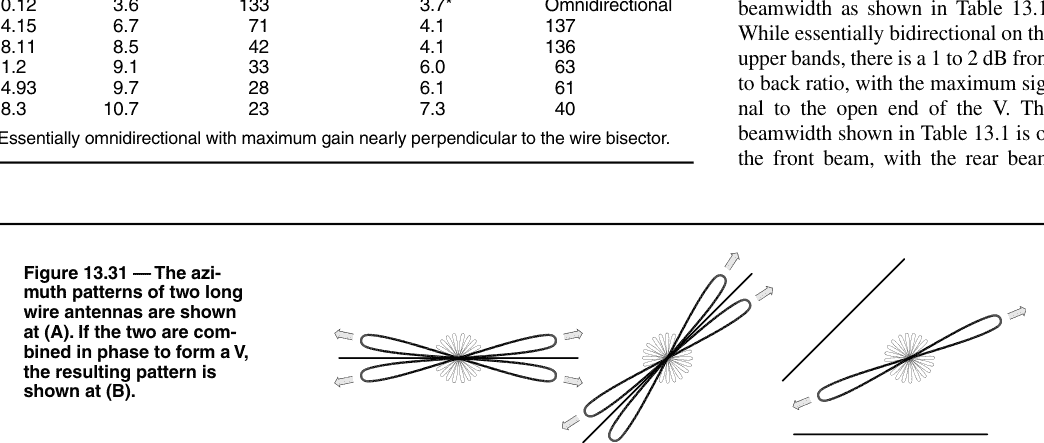 0.12 3.6 133 3.7* Omnidirectional
4.15 6.7 71 4.1 137
8.11 8.5 42 4.1 136
1.2 9.1 33 6.0 63
4.93 9.7 28 6.1 61
8.3 10.7 23 7.3 40
Essentially omnidirectional with maximum gain nearly perpendicular to the wire bisector.
beamwidth as shown in Table 13.1
While essentially bidirectional on th
upper bands, there is a 1 to 2 dB fron
to back ratio, with the maximum sig
nal to the open end of the V. Th
beamwidth shown in Table 13.1 is o
the front beam, with the rear beam
Figure 13.31 — The azi-
muth patterns of two long
wire antennas are shown
at (A). If the two are com-
bined in phase to form a V,
the resulting pattern is
shown at (B).